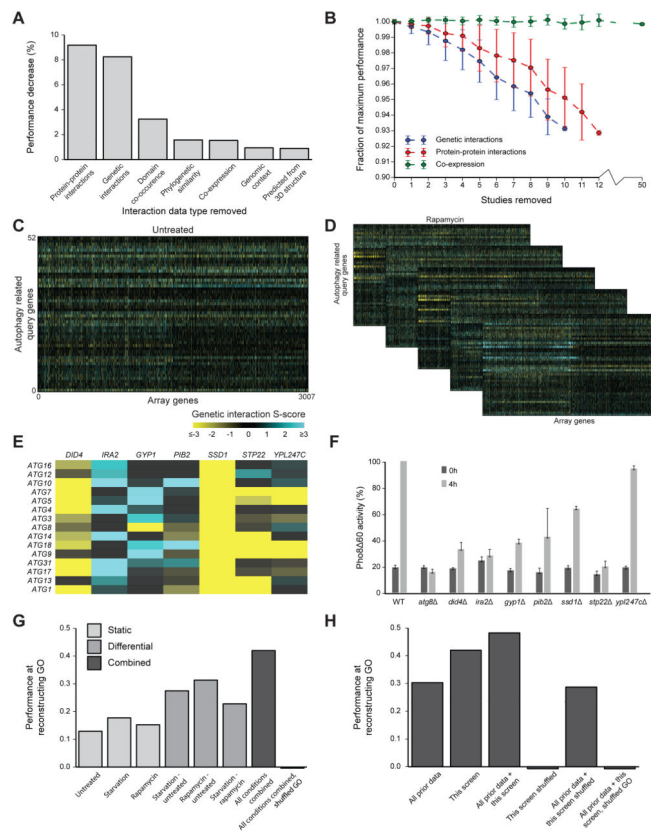 A
Performance decrease (%)
10
8
6
4
2
0
Protein-protein
interactions
Genetic
interactions
Domain
co-occurence
Phylogenetic
similarity
Co-expression
Genomic
context
Predicted from
3D structure
Interaction data type removed
B
Fraction of maximum performance
1.00
0.99
0.98
0.97
0.96
0.95
0.94
0.93
0.92
0.91
0.90
Genetic interactions
Protein-protein interactions
Co-expression
0 1 2 3 4 5 6 7 8 9 10 11 12 50
Studies removed
C
Untreated
52
Autophagy related
query genes
0
0 3007
Array genes
Genetic interaction S-score
≤-3 -2 -1 0 1 2 ≥3
D
Rapamycin
Autophagy related
query genes
Array genes
E
DID4 IRA2 GYP1 PIB2 SSD1 STP22 YPL247C
ATG16
ATG12
ATG10
ATG7
ATG5
ATG4
ATG3
ATG8
ATG14
ATG18
ATG9
ATG31
ATG17
ATG13
ATG1
F
Pho8Δ60 activity (%)
100
80
60
40
20
0
0h
4h
WT atg8Δ did4Δ ira2Δ gyp1Δ pib2Δ ssd1Δ stp22Δ ypl247cΔ
G
Performance at
reconstructing GO
0.5
0.4
0.3
0.2
0.1
0.0
Static
Differential
Combined
Untreated
Starvation
Rapamycin
Starvation -
untreated
Rapamycin -
untreated
Starvation -
rapamycin
All conditions
combined
All conditions combined,
shuffled GO
H
Performance at
reconstructing GO
0.5
0.4
0.3
0.2
0.1
0.0
All prior data
This screen
All prior data +
this screen
This screen shuffled
All prior data +
this screen shuffled
All prior data + this
screen, shuffled GO